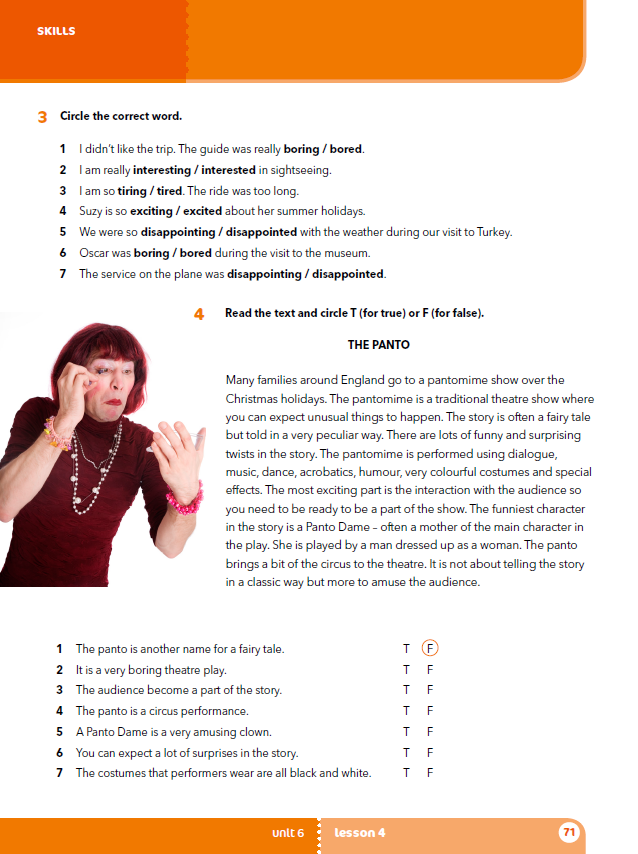 SKILLS
3 Circle the correct word.
1 I didn't like the trip. The guide was really boring / bored.
2 I am really interesting / interested in sightseeing.
3 I am so tiring / tired. The ride was too long.
4 Suzy is so exciting / excited about her summer holidays.
5 We were so disappointing / disappointed with the weather during our visit to Turkey.
6 Oscar was boring / bored during the visit to the museum.
7 The service on the plane was disappointing / disappointed.
4 Read the text and circle T (for true) or F (for false).
THE PANTO
Many families around England go to a pantomime show over the
Christmas holidays. The pantomime is a traditional theatre show where
you can expect unusual things to happen. The story is often a fairy tale
but told in a very peculiar way. There are lots of funny and surprising
twists in the story. The pantomime is performed using dialogue,
music, dance, acrobatics, humour, very colourful costumes and special
effects. The most exciting part is the interaction with the audience so
you need to be ready to be a part of the show. The funniest character
in the story is a Panto Dame – often a mother of the main character in
the play. She is played by a man dressed up as a woman. The panto
brings a bit of the circus to the theatre. It is not about telling the story
in a classic way but more to amuse the audience.
1 The panto is another name for a fairy tale. T F
2 It is a very boring theatre play. T F
3 The audience become a part of the story. T F
4 The panto is a circus performance. T F
5 A Panto Dame is a very amusing clown. T F
6 You can expect a lot of surprises in the story. T F
7 The costumes that performers wear are all black and white. T F
unit 6 lesson 4 71